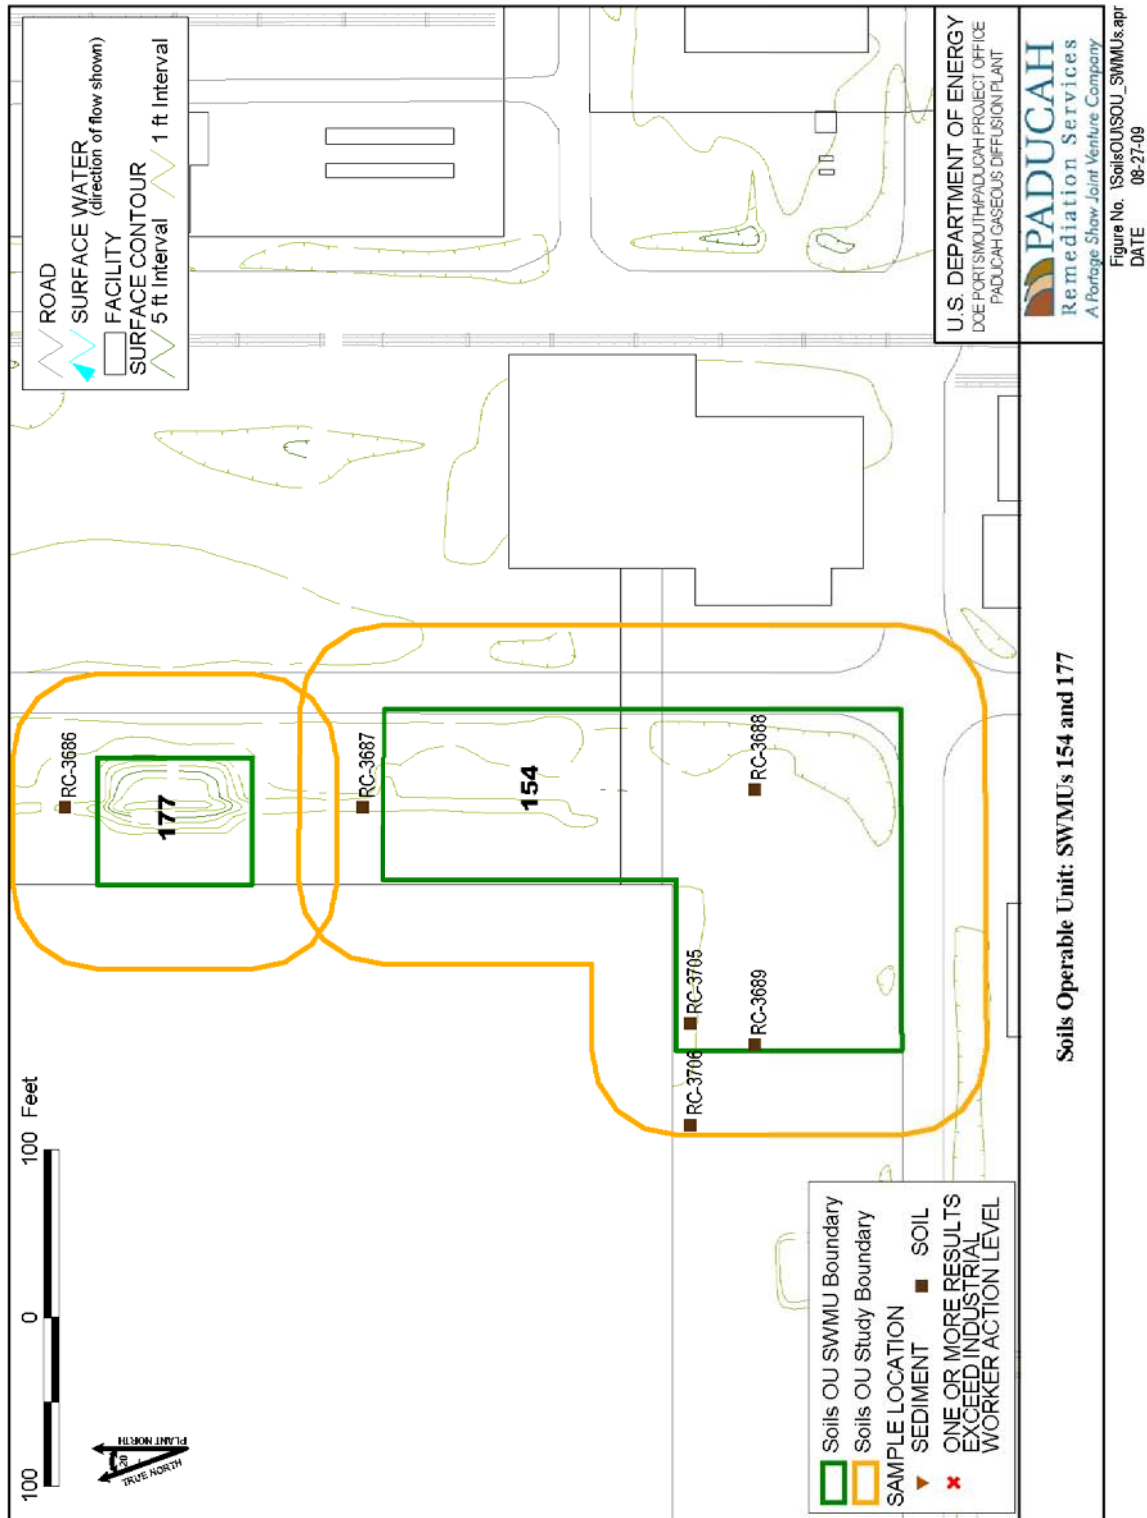 100 0 100 Feet
TRUE NORTH
20
PLANT NORTH
ROAD
SURFACE WATER
(direction of flow shown)
FACILITY
SURFACE CONTOUR
5 ft Interval 1 ft Interval
RC-3686
177
RC-3687
154
RC-3688
RC-3705
RC-3706
RC-3689
Soils OU SWMU Boundary
Soils OU Study Boundary
SAMPLE LOCATION
SEDIMENT SOIL
ONE OR MORE RESULTS
EXCEED INDUSTRIAL
WORKER ACTION LEVEL
U.S. DEPARTMENT OF ENERGY
DOE PORTSMOUTH/PADUCAH PROJECT OFFICE
PADUCAH GASEOUS DIFFUSION PLANT
Soils Operable Unit: SWMUs 154 and 177
PADUCAH
Remediation Services
A Portage Shaw Joint Venture Company
Figure No. \SoilsOU\SOU_SWMUs.apr
DATE 08-27-09